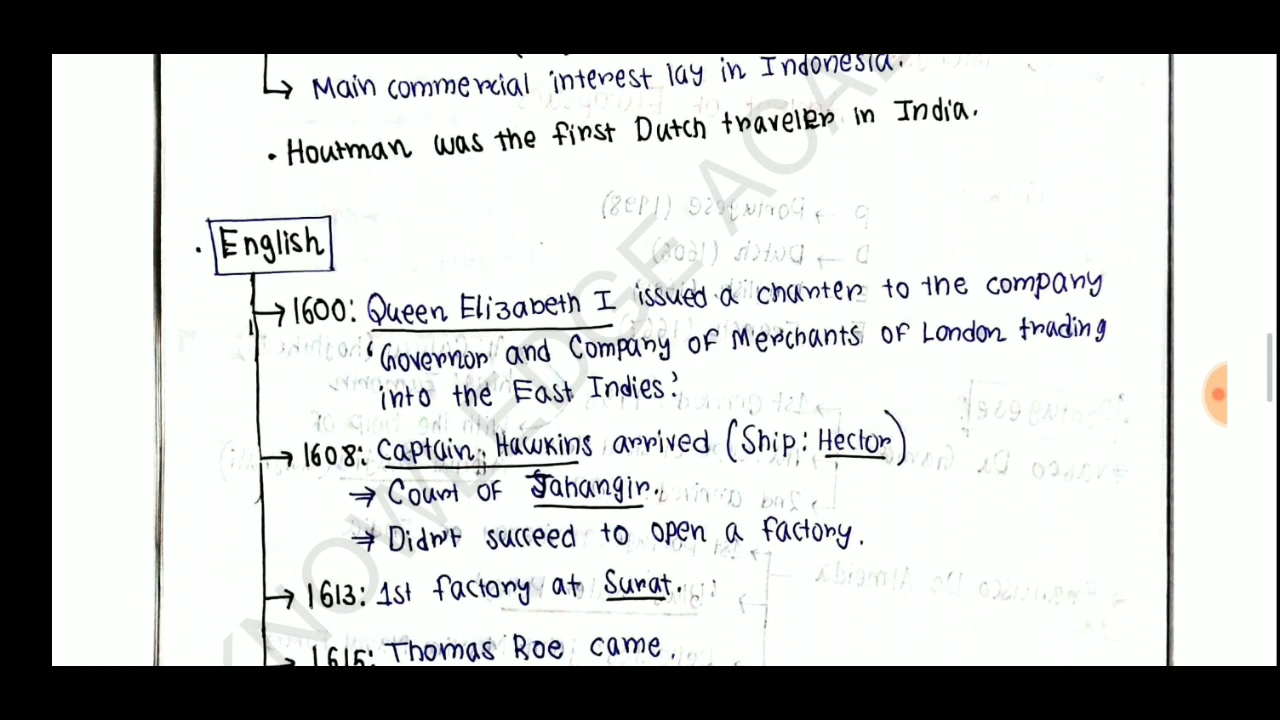 ↳ Main commercial interest lay in Indonesia.
• Houtman was the first Dutch traveler in India.
• English
→ 1600: Queen Elizabeth I issued a charter to the company
'Governor and Company of Merchants of London trading
into the East Indies'.
→ 1608: Captain Hawkins arrived (Ship: Hector)
⇒ Court of Jahangir.
⇒ Didn't succeed to open a factory.
→ 1613: 1st factory at Surat.
→ 1615: Thomas Roe came.
KNOWLEDGE ACAD